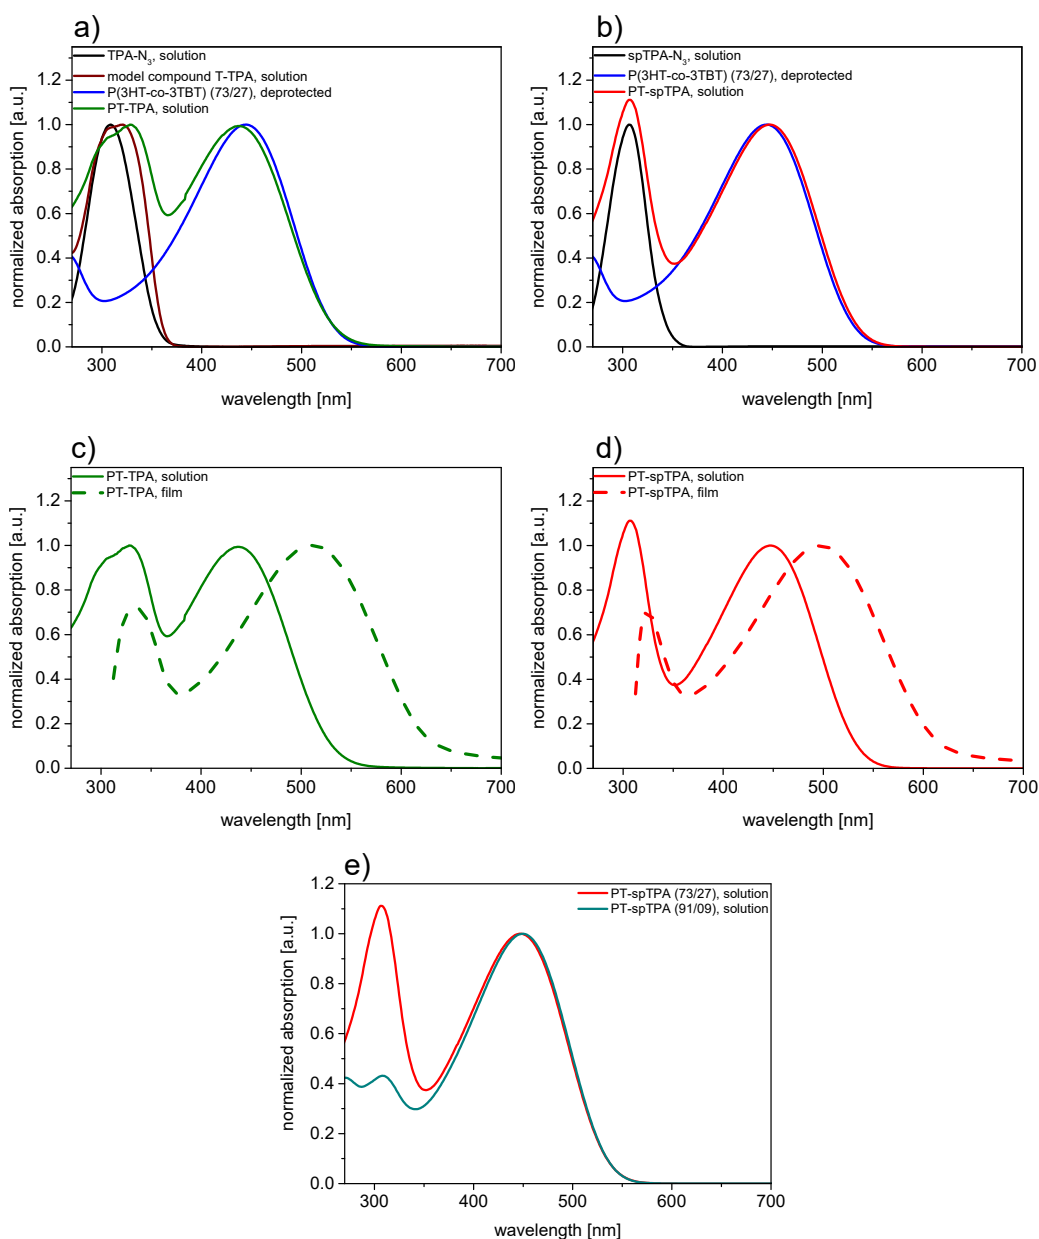 a)
TPA-N3, solution
model compound T-TPA, solution
P(3HT-co-3TBT) (73/27), deprotected
PT-TPA, solution
1.2
1.0
0.8
0.6
0.4
0.2
0.0
normalized absorption [a.u.]
300 400 500 600 700
wavelength [nm]
b)
spTPA-N3, solution
P(3HT-co-3TBT) (73/27), deprotected
PT-spTPA, solution
1.2
1.0
0.8
0.6
0.4
0.2
0.0
normalized absorption [a.u.]
300 400 500 600 700
wavelength [nm]
c)
PT-TPA, solution
PT-TPA, film
1.2
1.0
0.8
0.6
0.4
0.2
0.0
normalized absorption [a.u.]
300 400 500 600 700
wavelength [nm]
d)
PT-spTPA, solution
PT-spTPA, film
1.2
1.0
0.8
0.6
0.4
0.2
0.0
normalized absorption [a.u.]
300 400 500 600 700
wavelength [nm]
e)
PT-spTPA (73/27), solution
PT-spTPA (91/09), solution
1.2
1.0
0.8
0.6
0.4
0.2
0.0
normalized absorption [a.u.]
300 400 500 600 700
wavelength [nm]